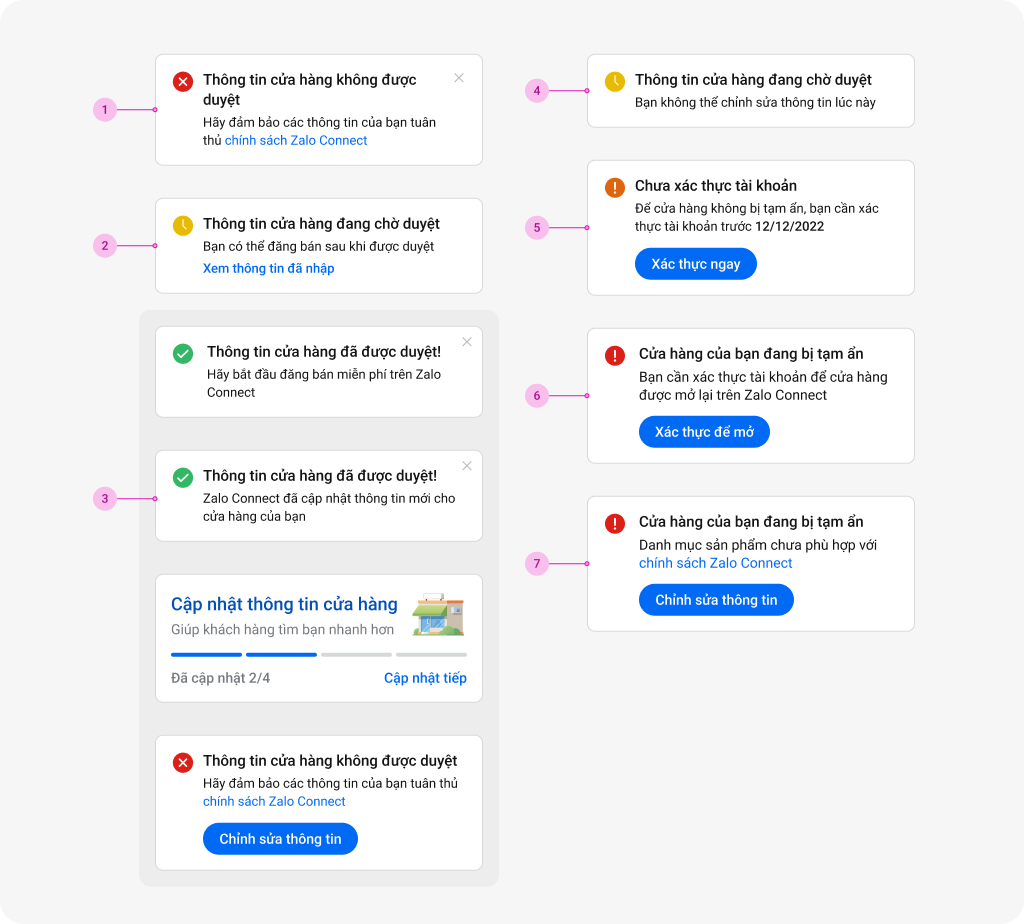 1
Thông tin cửa hàng không được
duyệt
Hãy đảm bảo các thông tin của bạn tuân
thủ chính sách Zalo Connect
2
Thông tin cửa hàng đang chờ duyệt
Bạn có thể đăng bán sau khi được duyệt
Xem thông tin đã nhập
3
Thông tin cửa hàng đã được duyệt!
Hãy bắt đầu đăng bán miễn phí trên Zalo
Connect
Thông tin cửa hàng đã được duyệt!
Zalo Connect đã cập nhật thông tin mới cho
cửa hàng của bạn
Cập nhật thông tin cửa hàng
Giúp khách hàng tìm bạn nhanh hơn
Đã cập nhật 2/4
Cập nhật tiếp
Thông tin cửa hàng không được duyệt
Hãy đảm bảo các thông tin của bạn tuân thủ
chính sách Zalo Connect
Chỉnh sửa thông tin
4
Thông tin cửa hàng đang chờ duyệt
Bạn không thể chỉnh sửa thông tin lúc này
5
Chưa xác thực tài khoản
Để cửa hàng không bị tạm ẩn, bạn cần xác
thực tài khoản trước 12/12/2022
Xác thực ngay
6
Cửa hàng của bạn đang bị tạm ẩn
Bạn cần xác thực tài khoản để cửa hàng
được mở lại trên Zalo Connect
Xác thực để mở
7
Cửa hàng của bạn đang bị tạm ẩn
Danh mục sản phẩm chưa phù hợp với
chính sách Zalo Connect
Chỉnh sửa thông tin